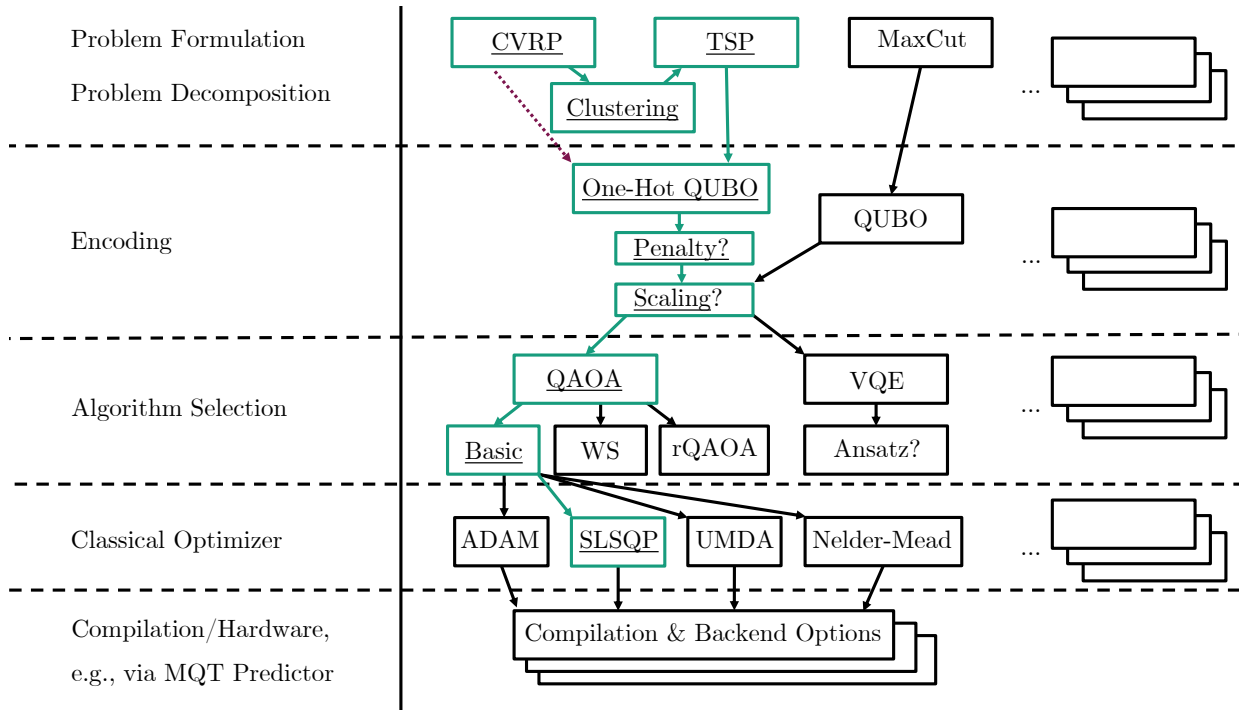 Problem Formulation
CVRP
TSP
MaxCut
Problem Decomposition
Clustering
...
One-Hot QUBO
QUBO
Encoding
Penalty?
...
Scaling?
QAOA
VQE
Algorithm Selection
...
Basic
WS
rQAOA
Ansatz?
Classical Optimizer
ADAM
SLSQP
UMDA
Nelder-Mead
...
Compilation/Hardware,
e.g., via MQT Predictor
Compilation & Backend Options